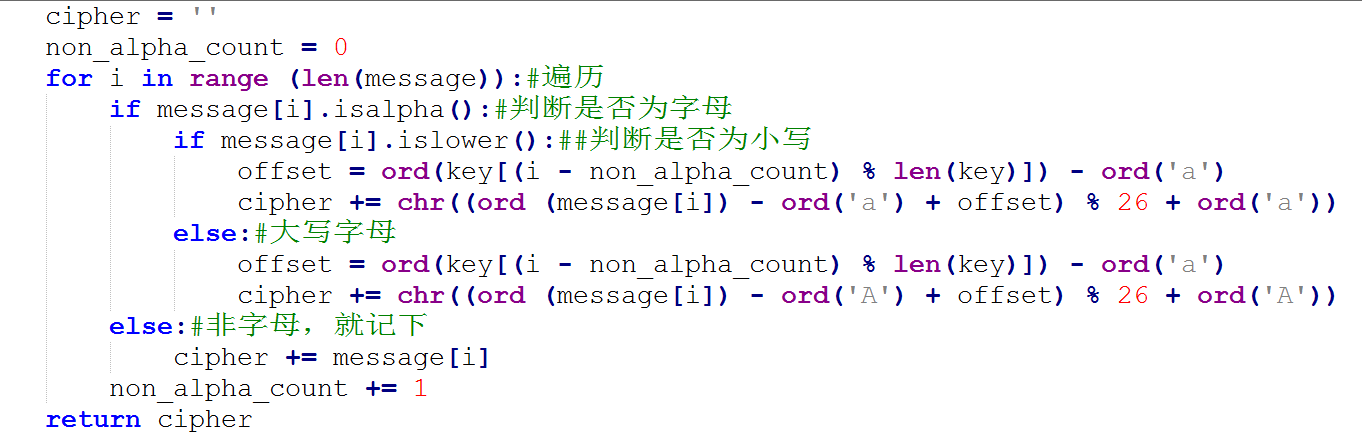 cipher = ''
non_alpha_count = 0
for i in range (len(message)):#遍历
    if message[i].isalpha():#判断是否为字母
        if message[i].islower():##判断是否为小写
            offset = ord(key[(i - non_alpha_count) % len(key)]) - ord('a')
            cipher += chr((ord (message[i]) - ord('a') + offset) % 26 + ord('a'))
        else:#大写字母
            offset = ord(key[(i - non_alpha_count) % len(key)]) - ord('a')
            cipher += chr((ord (message[i]) - ord('A') + offset) % 26 + ord('A'))
    else:#非字母，就记下
        cipher += message[i]
    non_alpha_count += 1
return cipher